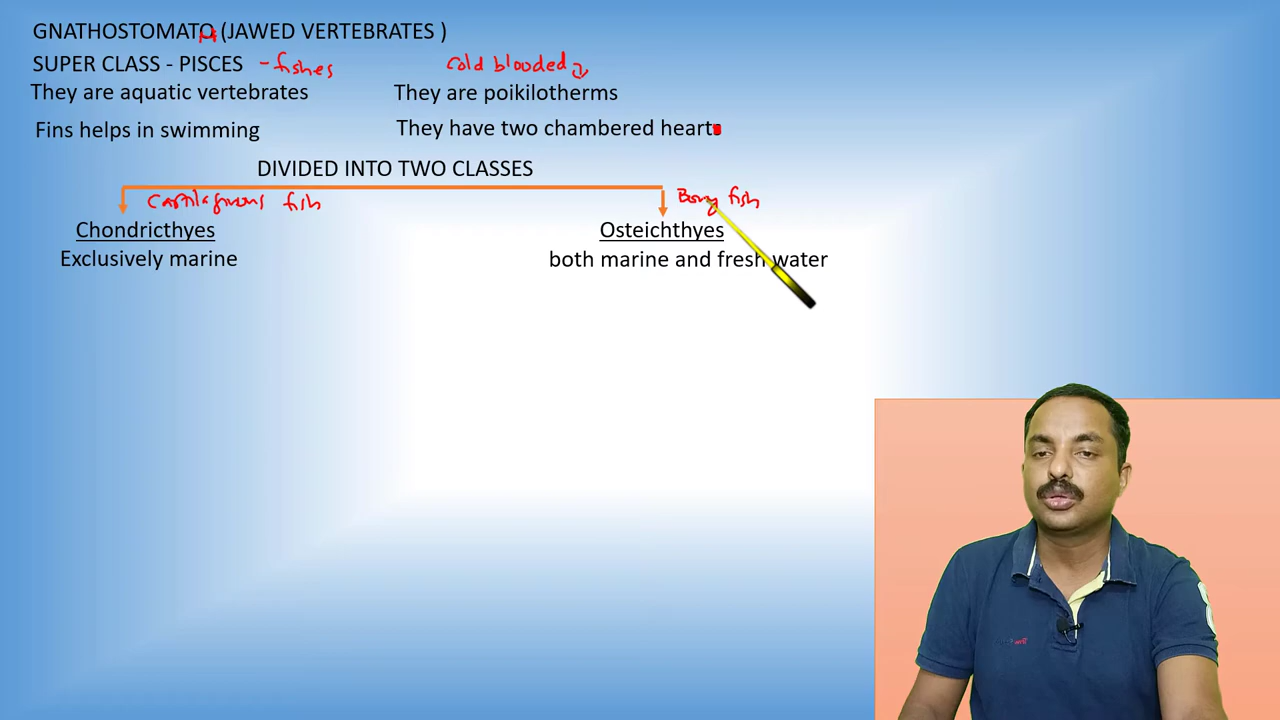 GNATHOSTOMATO (JAWED VERTEBRATES )
SUPER CLASS - PISCES - fishes
cold blooded
They are aquatic vertebrates
They are poikilotherms
Fins helps in swimming
They have two chambered hearts
DIVIDED INTO TWO CLASSES
Cartilaginous fish
Bony fish
Chondricthyes
Osteichthyes
Exclusively marine
both marine and fresh water